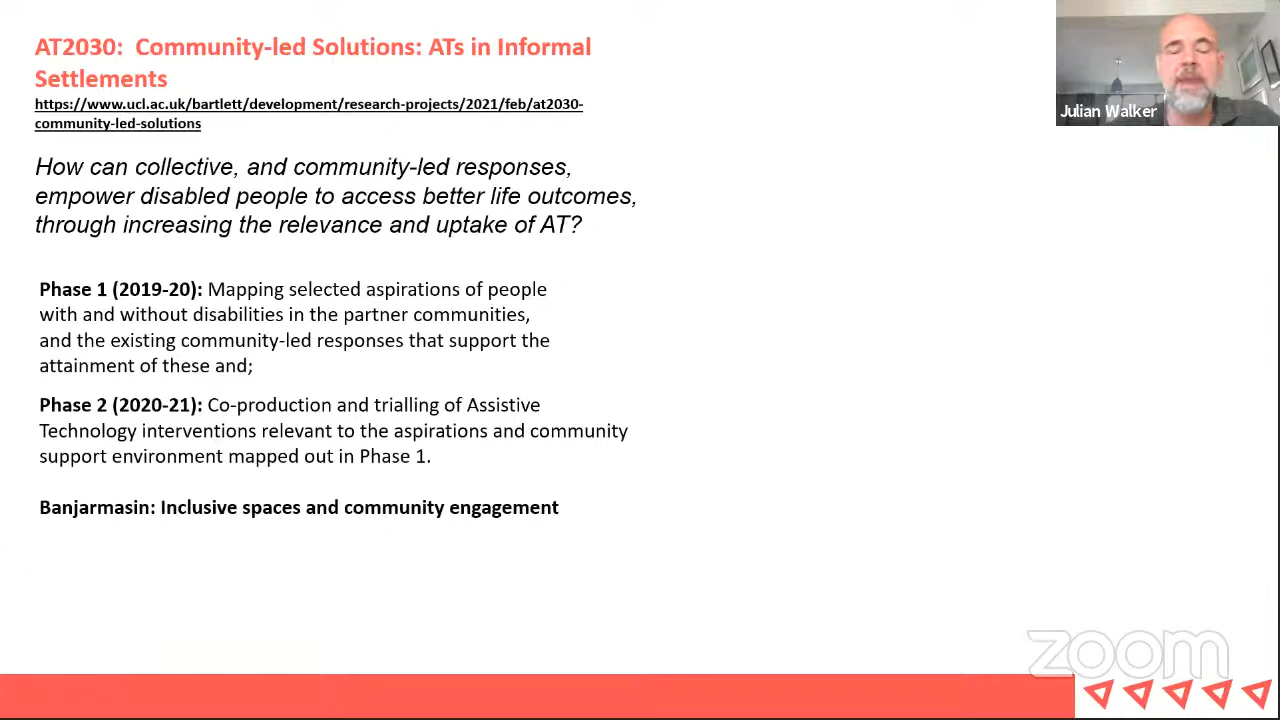 AT2030:  Community-led Solutions: ATs in Informal
Settlements
https://www.ucl.ac.uk/bartlett/development/research-projects/2021/feb/at2030-
community-led-solutions
How can collective, and community-led responses,
empower disabled people to access better life outcomes,
through increasing the relevance and uptake of AT?
Phase 1 (2019-20): Mapping selected aspirations of people
with and without disabilities in the partner communities,
and the existing community-led responses that support the
attainment of these and;
Phase 2 (2020-21): Co-production and trialling of Assistive
Technology interventions relevant to the aspirations and community
support environment mapped out in Phase 1.
Banjarmasin: Inclusive spaces and community engagement
Julian Walker
zoom